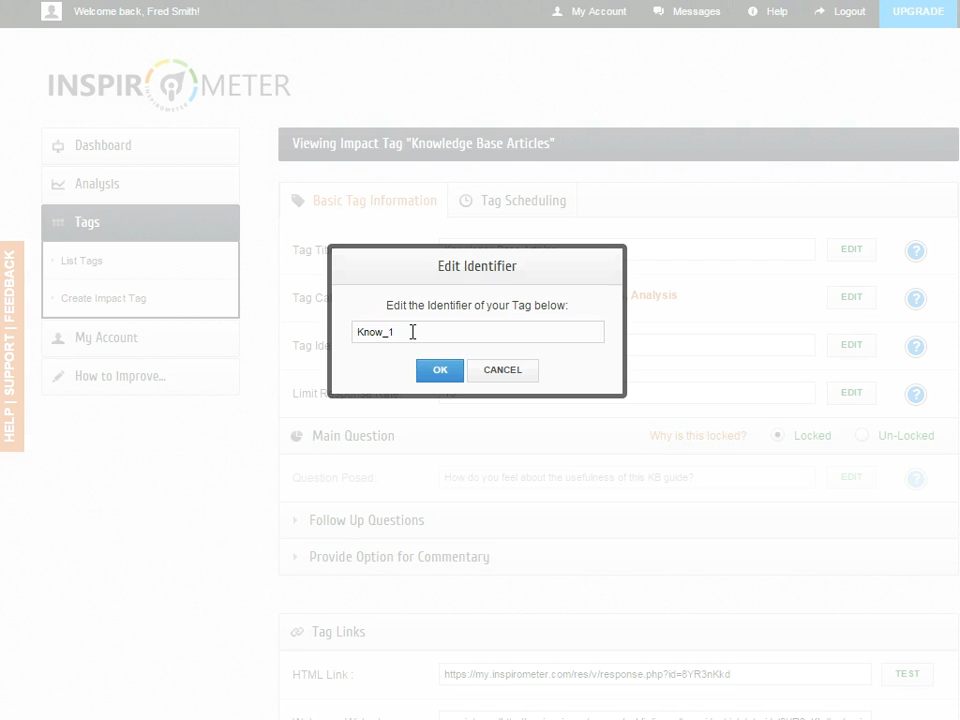 Welcome back, Fred Smith!
My Account
Messages
Help
Logout
UPGRADE
INSPIR METER
INSPIROMETER
Dashboard
Analysis
Tags
List Tags
Create Impact Tag
My Account
How to Improve...
HELP | SUPPORT | FEEDBACK
Viewing Impact Tag "Knowledge Base Articles"
Basic Tag Information
Tag Scheduling
EDIT
?
Analysis
EDIT
?
EDIT
?
Edit Identifier
Edit the Identifier of your Tag below:
Know_1
OK
CANCEL
EDIT
?
Main Question
Why is this locked?
Locked
Un-Locked
Question Posed:
How do you feel about the usefulness of this KB guide?
EDIT
?
Follow Up Questions
Provide Option for Commentary
Tag Links
HTML Link :
https://my.inspirometer.com/res/v/response.php?id=8YR3nKkd
TEST